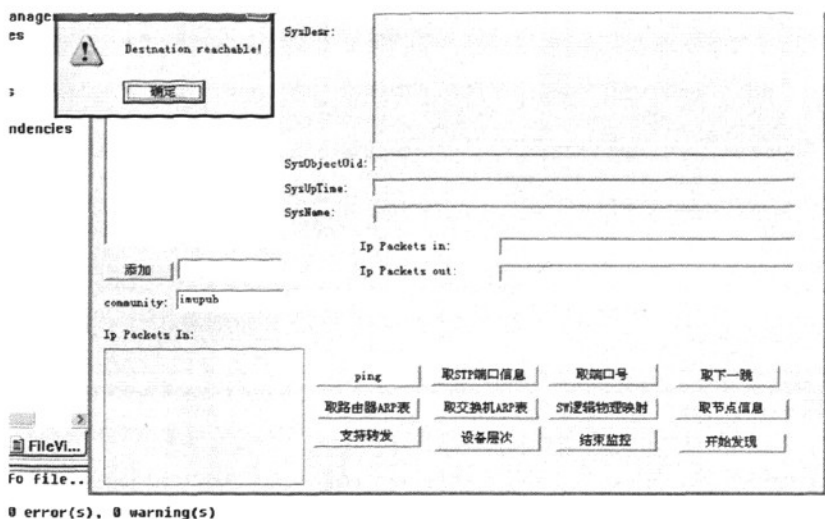 anage
es
s
ndencies
Destnation reachable!
确定
SysDesr:
SysObjectOid:
SysUpTime:
SysName:
Ip Packets in:
Ip Packets out:
添加
community: imupub
Ip Packets In:
ping 取STP端口信息 取端口号 取下一跳
取路由器ARP表 取交换机ARP表 SW逻辑物理映射 取节点信息
支持转发 设备层次 结束监控 开始发现
FileVi...
fo file..
0 error(s), 0 warning(s)